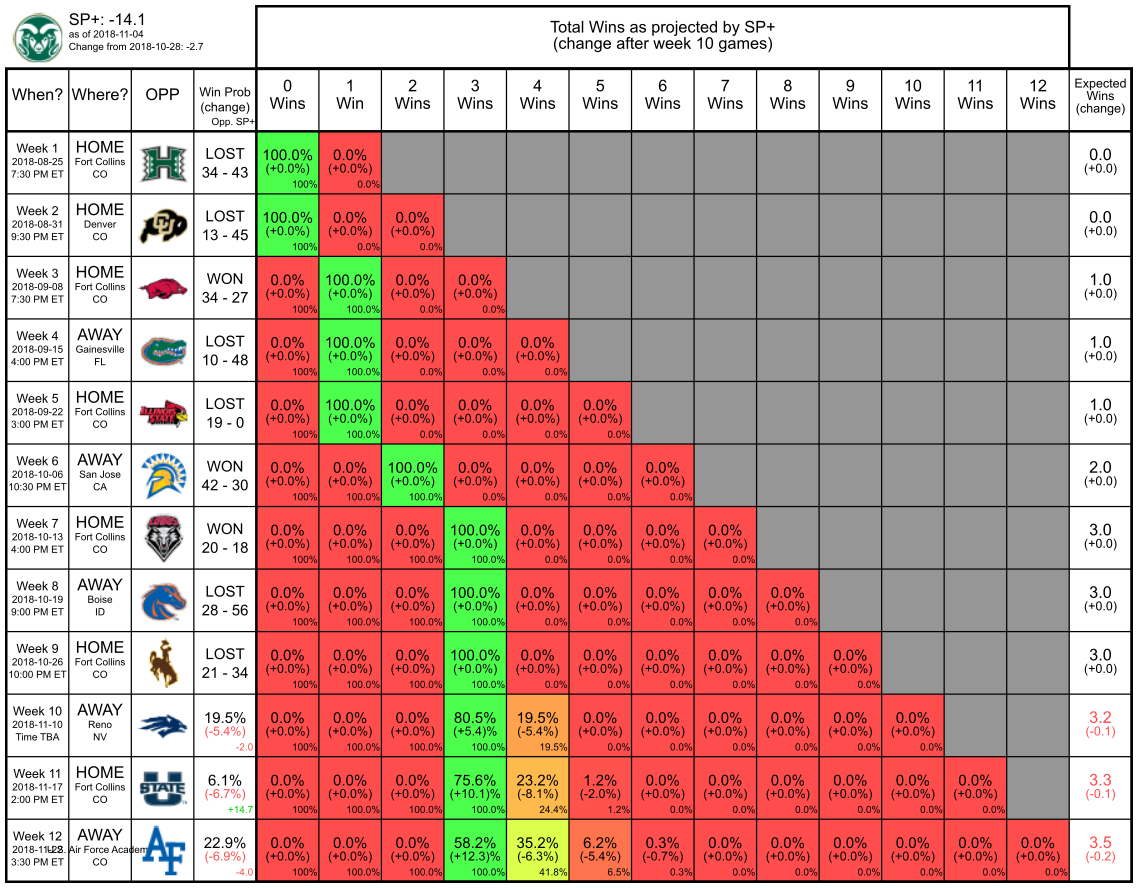 SP+: -14.1
as of 2018-11-04
Change from 2018-10-28: -2.7
Total Wins as projected by SP+
(change after week 10 games)
When? Where? OPP Win Prob (change) Opp. SP+ 0 Wins 1 Win 2 Wins 3 Wins 4 Wins 5 Wins 6 Wins 7 Wins 8 Wins 9 Wins 10 Wins 11 Wins 12 Wins Expected Wins (change)
Week 1 HOME LOST
2018-08-25 Fort Collins 100.0% 0.0% 0.0
7:30 PM ET CO 34 - 43 (+0.0%) (+0.0%) (+0.0)
100% 0.0%
Week 2 HOME LOST
2018-08-31 Denver 100.0% 0.0% 0.0% 0.0
9:30 PM ET CO 13 - 45 (+0.0%) (+0.0%) (+0.0%) (+0.0)
100% 0.0% 0.0%
Week 3 HOME WON
2018-09-08 Fort Collins 0.0% 100.0% 0.0% 0.0% 1.0
7:30 PM ET CO 34 - 27 (+0.0%) (+0.0%) (+0.0%) (+0.0%) (+0.0)
100% 100.0% 0.0% 0.0%
Week 4 AWAY LOST
2018-09-15 Gainesville 0.0% 100.0% 0.0% 0.0% 0.0% 1.0
4:00 PM ET FL 10 - 48 (+0.0%) (+0.0%) (+0.0%) (+0.0%) (+0.0%) (+0.0)
100% 100.0% 0.0% 0.0% 0.0%
Week 5 HOME ILLINOIS STATE LOST
2018-09-22 Fort Collins 0.0% 100.0% 0.0% 0.0% 0.0% 0.0% 1.0
3:00 PM ET CO 19 - 0 (+0.0%) (+0.0%) (+0.0%) (+0.0%) (+0.0%) (+0.0%) (+0.0)
100% 100.0% 0.0% 0.0% 0.0% 0.0%
Week 6 AWAY WON
2018-10-06 San Jose 0.0% 0.0% 100.0% 0.0% 0.0% 0.0% 0.0% 2.0
10:30 PM ET CA 42 - 30 (+0.0%) (+0.0%) (+0.0%) (+0.0%) (+0.0%) (+0.0%) (+0.0%) (+0.0)
100% 100.0% 100.0% 0.0% 0.0% 0.0% 0.0%
Week 7 HOME LOBOS WON
2018-10-13 Fort Collins 0.0% 0.0% 0.0% 100.0% 0.0% 0.0% 0.0% 0.0% 3.0
4:00 PM ET CO 20 - 18 (+0.0%) (+0.0%) (+0.0%) (+0.0%) (+0.0%) (+0.0%) (+0.0%) (+0.0%) (+0.0)
100% 100.0% 100.0% 100.0% 0.0% 0.0% 0.0% 0.0%
Week 8 AWAY LOST
2018-10-19 Boise 0.0% 0.0% 0.0% 100.0% 0.0% 0.0% 0.0% 0.0% 0.0% 3.0
9:00 PM ET ID 28 - 56 (+0.0%) (+0.0%) (+0.0%) (+0.0%) (+0.0%) (+0.0%) (+0.0%) (+0.0%) (+0.0%) (+0.0)
100% 100.0% 100.0% 100.0% 0.0% 0.0% 0.0% 0.0% 0.0%
Week 9 HOME LOST
2018-10-26 Fort Collins 0.0% 0.0% 0.0% 100.0% 0.0% 0.0% 0.0% 0.0% 0.0% 0.0% 3.0
10:00 PM ET CO 21 - 34 (+0.0%) (+0.0%) (+0.0%) (+0.0%) (+0.0%) (+0.0%) (+0.0%) (+0.0%) (+0.0%) (+0.0%) (+0.0)
100% 100.0% 100.0% 100.0% 0.0% 0.0% 0.0% 0.0% 0.0% 0.0%
Week 10 AWAY
2018-11-10 Reno 19.5% 0.0% 0.0% 0.0% 80.5% 19.5% 0.0% 0.0% 0.0% 0.0% 0.0% 0.0% 3.2
Time TBA NV (-5.4%) (+0.0%) (+0.0%) (+0.0%) (+5.4)% (-5.4%) (+0.0%) (+0.0%) (+0.0%) (+0.0%) (+0.0%) (+0.0%) (-0.1)
-2.0 100% 100.0% 100.0% 100.0% 19.5% 0.0% 0.0% 0.0% 0.0% 0.0% 0.0%
Week 11 HOME U
2018-11-17 Fort Collins STATE 6.1% 0.0% 0.0% 0.0% 75.6% 23.2% 1.2% 0.0% 0.0% 0.0% 0.0% 0.0% 0.0% 3.3
2:00 PM ET CO (-6.7%) (+0.0%) (+0.0%) (+0.0%) (+10.1)% (-8.1%) (-2.0%) (+0.0%) (+0.0%) (+0.0%) (+0.0%) (+0.0%) (+0.0%) (-0.1)
+14.7 100% 100.0% 100.0% 100.0% 24.4% 1.2% 0.0% 0.0% 0.0% 0.0% 0.0% 0.0%
Week 12 AWAY AF
2018-11-22 U.S. Air Force Academy 22.9% 0.0% 0.0% 0.0% 58.2% 35.2% 6.2% 0.3% 0.0% 0.0% 0.0% 0.0% 0.0% 0.0% 3.5
3:30 PM ET CO (-6.9%) (+0.0%) (+0.0%) (+0.0%) (+12.3)% (-6.3%) (-5.4%) (-0.7%) (+0.0%) (+0.0%) (+0.0%) (+0.0%) (+0.0%) (+0.0%) (-0.2)
-4.0 100% 100.0% 100.0% 100.0% 41.8% 6.5% 0.3% 0.0% 0.0% 0.0% 0.0% 0.0% 0.0%